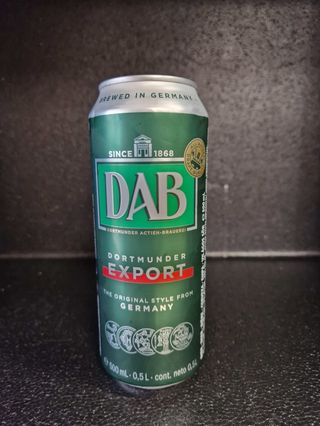 BREWED IN GERMANY
SINCE 1868
DAB
DORTMUNDER ACTIEN-BRAUEREI
DORTMUNDER
EXPORT
THE ORIGINAL STYLE FROM
GERMANY
℮ 500 mL · 0,5 L · cont. neto 0,5L